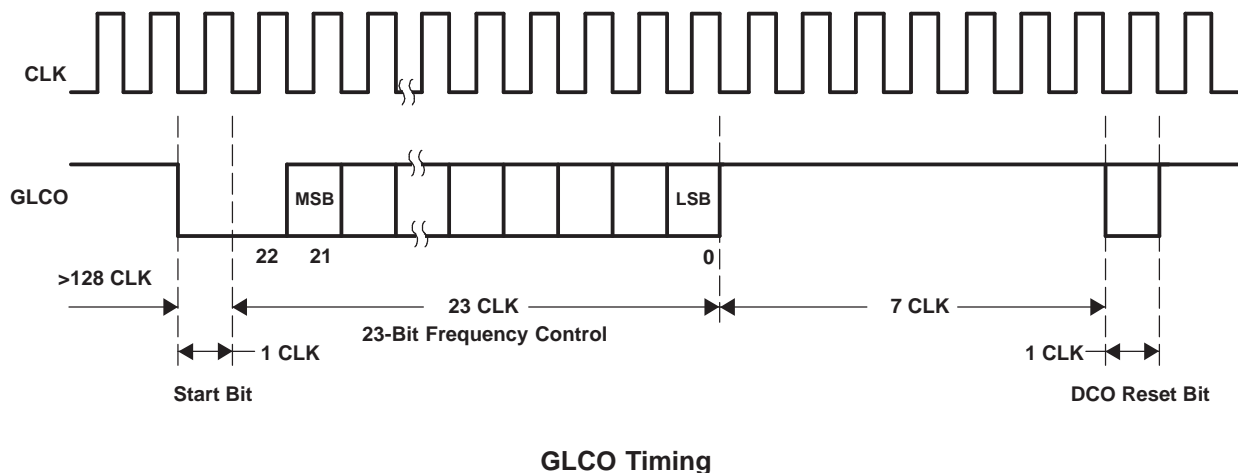 CLK
GLCO
MSB
LSB
22
21
0
>128 CLK
23 CLK
7 CLK
23-Bit Frequency Control
1 CLK
1 CLK
Start Bit
DCO Reset Bit
GLCO Timing